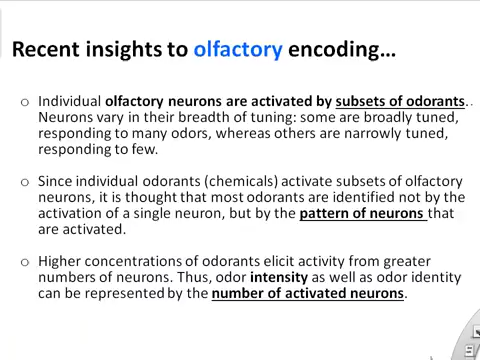 Recent insights to olfactory encoding...
○ Individual olfactory neurons are activated by subsets of odorants..
Neurons vary in their breadth of tuning: some are broadly tuned,
responding to many odors, whereas others are narrowly tuned,
responding to few.
○ Since individual odorants (chemicals) activate subsets of olfactory
neurons, it is thought that most odorants are identified not by the
activation of a single neuron, but by the pattern of neurons that
are activated.
○ Higher concentrations of odorants elicit activity from greater
numbers of neurons. Thus, odor intensity as well as odor identity
can be represented by the number of activated neurons.